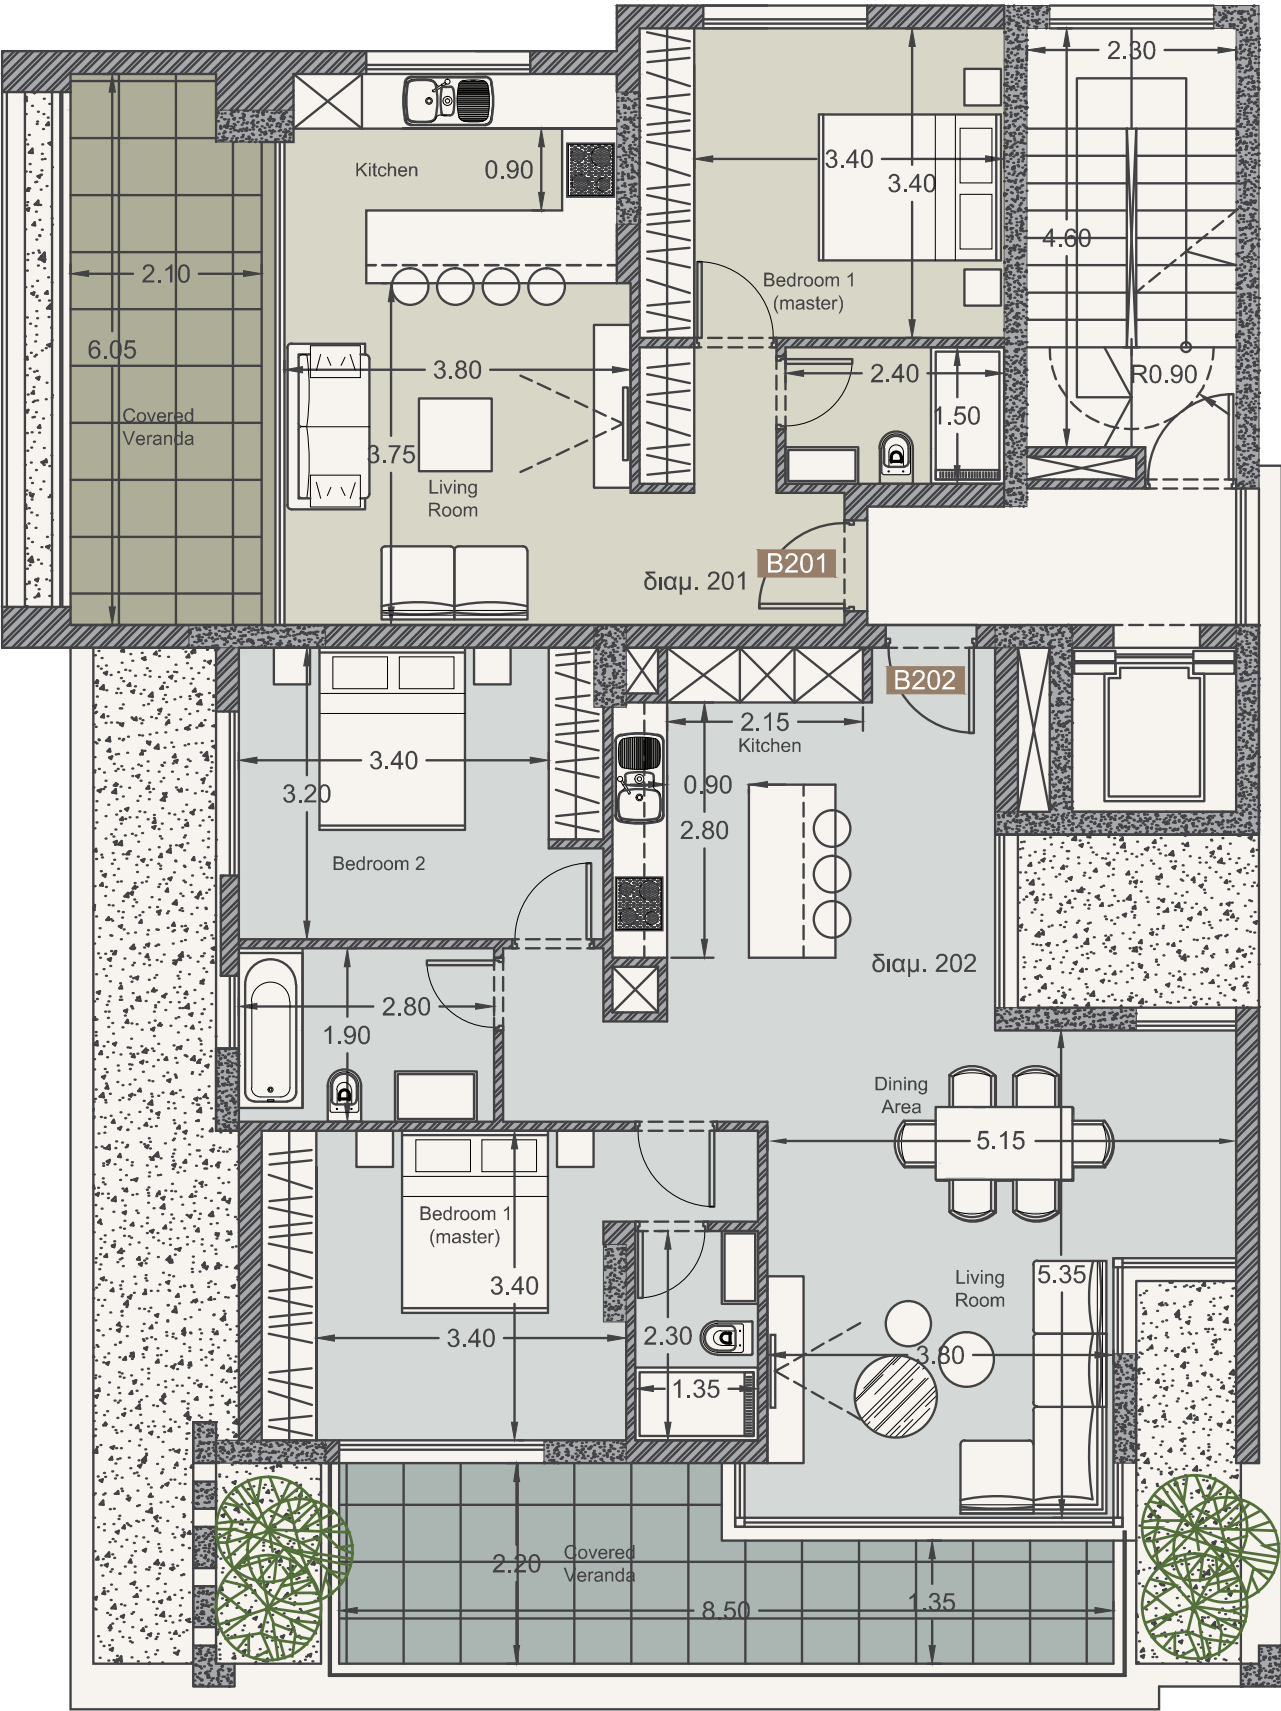 2.30
Kitchen
0.90
3.40
3.40
4.60
2.10
Bedroom 1
(master)
6.05
3.80
2.40
R0.90
Covered
Veranda
1.50
3.75
Living
Room
B201
διαμ. 201
B202
2.15
Kitchen
3.40
3.20
0.90
2.80
Bedroom 2
διαμ. 202
2.80
1.90
Dining
Area
5.15
Bedroom 1
(master)
3.40
Living
Room
5.35
3.40
2.30
3.80
1.35
2.20
Covered
Veranda
8.50
1.35